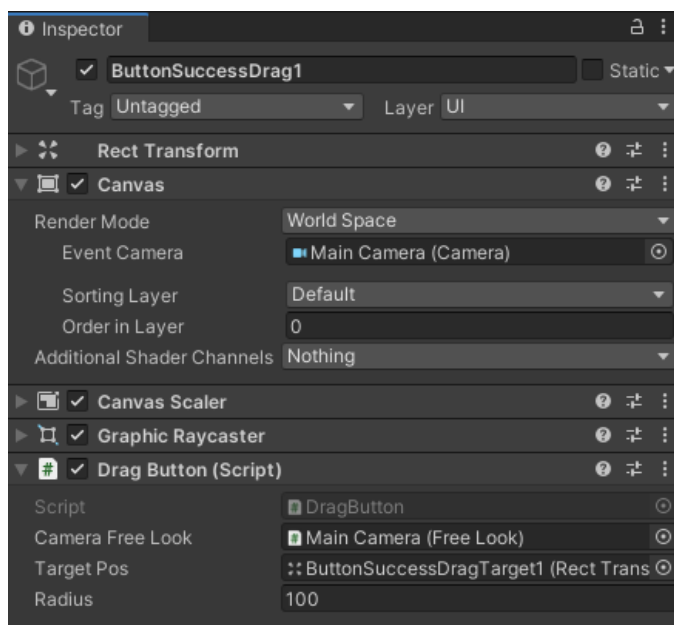 Inspector
ButtonSuccessDrag1 Static
Tag Untagged Layer UI
Rect Transform
Canvas
Render Mode World Space
Event Camera Main Camera (Camera)
Sorting Layer Default
Order in Layer 0
Additional Shader Channels Nothing
Canvas Scaler
Graphic Raycaster
# Drag Button (Script)
Script DragButton
Camera Free Look Main Camera (Free Look)
Target Pos ButtonSuccessDragTarget1 (Rect Trans
Radius 100